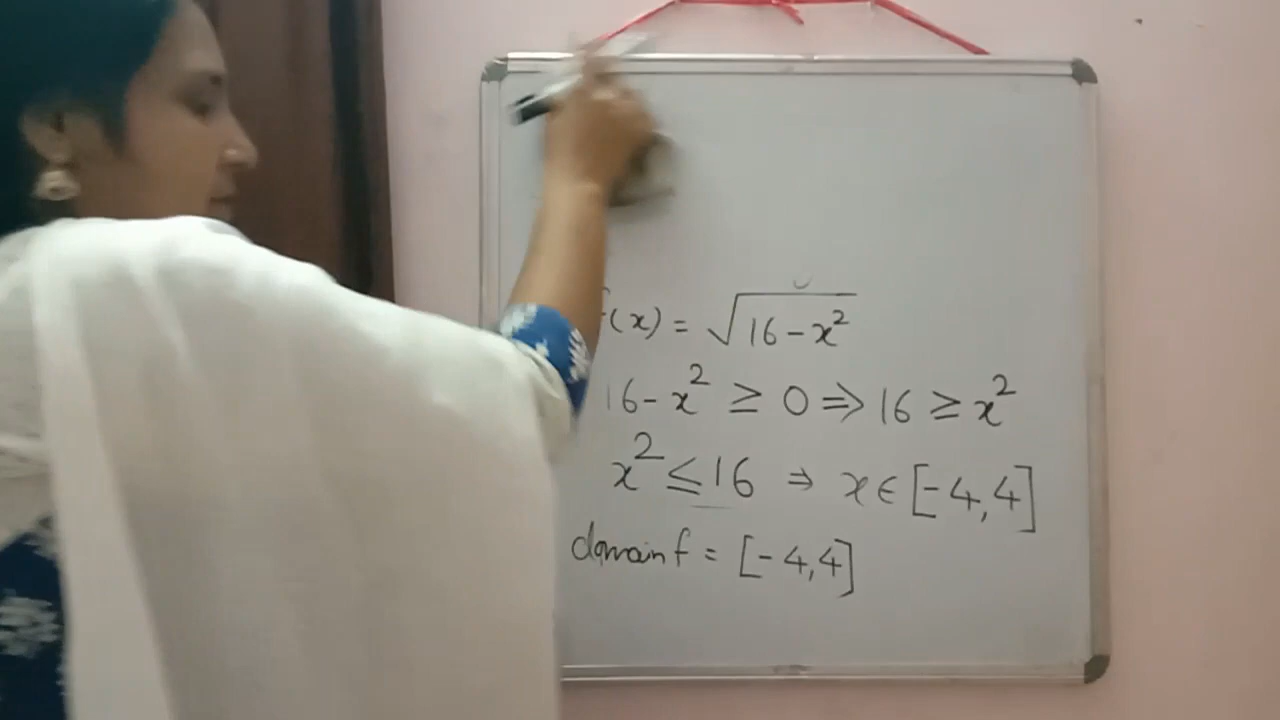 f(x) = √(16-x²)
16-x² ≥ 0 ⇒ 16 ≥ x²
x² ≤ 16 ⇒ x ∈ [-4,4]
domain f = [-4,4]